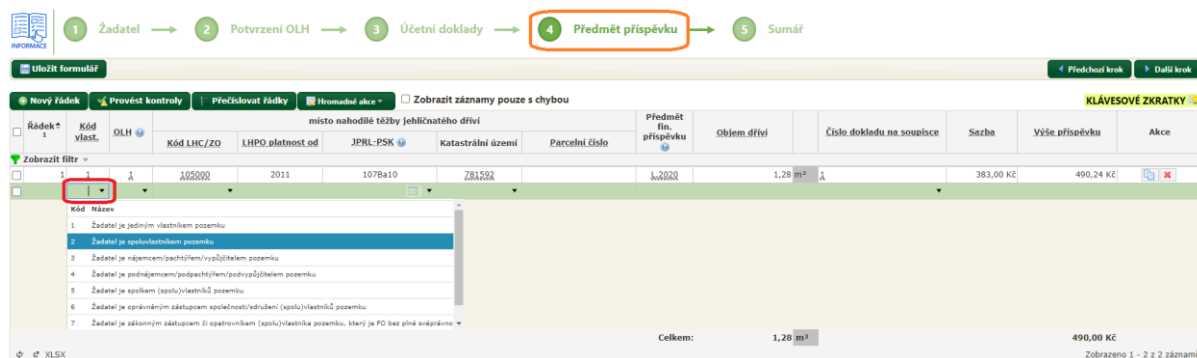 INFORMACE
1 Žadatel 2 Potvrzení OLH 3 Účetní doklady 4 Předmět příspěvku 5 Sumář
Uložit formulář Předchozí krok Další krok
Nový řádek Provést kontroly Přečíslovat řádky Hromadné akce Zobrazit záznamy pouze s chybou KLÁVESOVÉ ZKRATKY
Řádek 1 Kód vlast. OLH místo nahodilé těžby jehličnatého dříví Předmět fin. příspěvku Objem dříví Číslo dokladu na soupisce Sazba Výše příspěvku Akce
Kód LHC/ZO LHPO platnost od JPRL-PSK Katastrální území Parcelní číslo
Zobrazit filtr
1 1 1 105000 2011 107Ba10 781592 L.2020 1,28 m³ 1 383,00 Kč 490,24 Kč
Kód Název
1 Žadatel je jediným vlastníkem pozemku
2 Žadatel je spoluvlastníkem pozemku
3 Žadatel je nájemcem/pachtýřem/vypůjčitelem pozemku
4 Žadatel je podnájemcem/podpachtýřem/podvypůjčitelem pozemku
5 Žadatel je spolkem (spolu)vlastníků pozemku
6 Žadatel je oprávněným zástupcem společnosti/sdružení (spolu)vlastníků pozemku
7 Žadatel je zákonným zástupcem či opatrovníkem (spolu)vlastníka pozemku, který je FO bez plné svéprávno
Celkem: 1,28 m³ 490,00 Kč
XLSX Zobrazeno 1 - 2 z 2 záznam